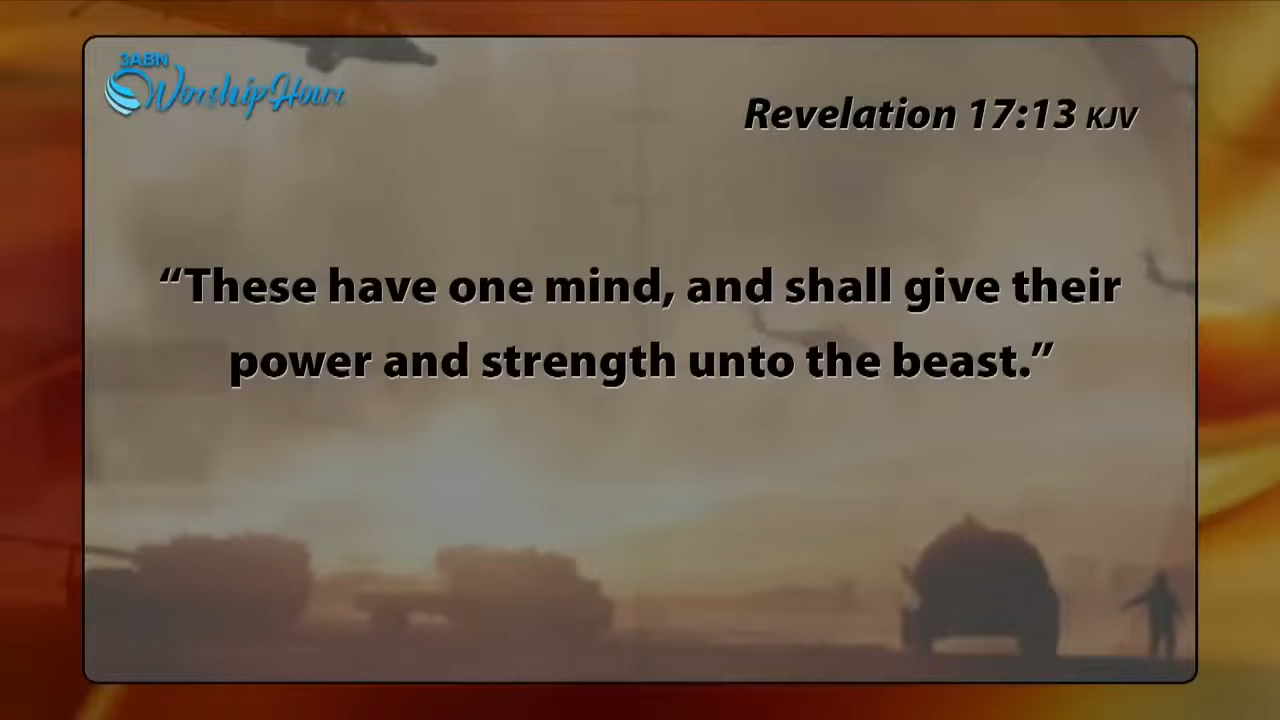 3ABN
Worship Hour
Revelation 17:13 KJV
“These have one mind, and shall give their
power and strength unto the beast.”